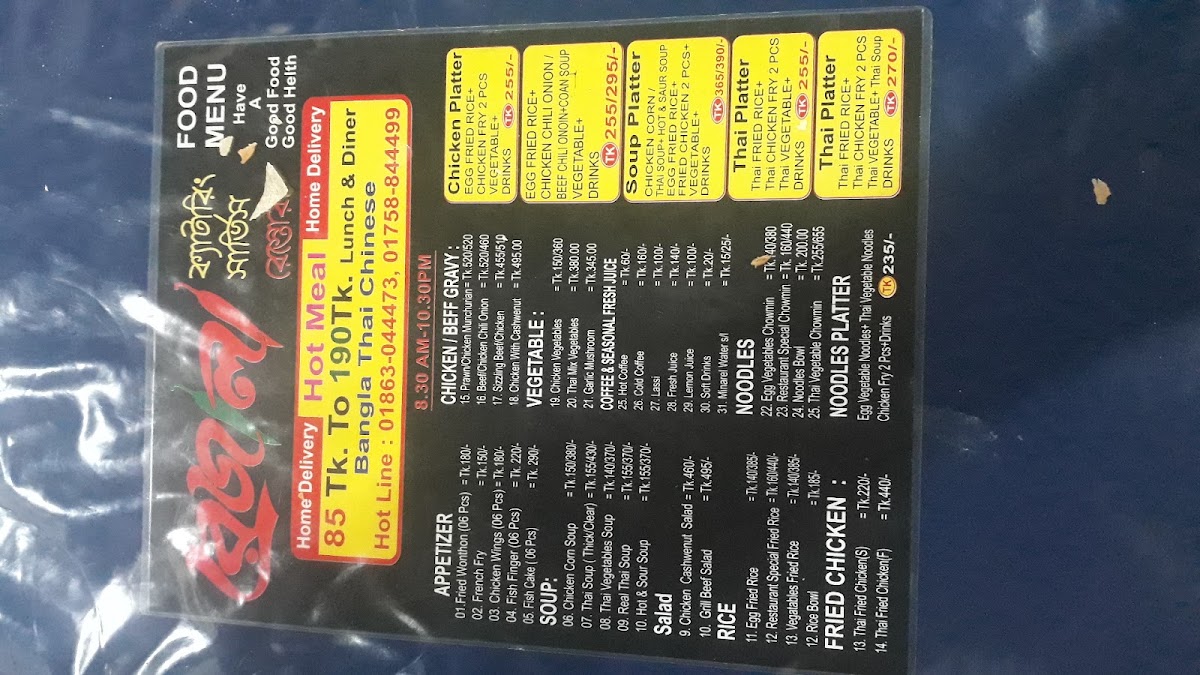 রুজালা
ক্যাটারিং
সার্ভিস
FOOD
MENU
Have
A
Good Food
Good Helth
Home Delivery Hot Meal Home Delivery
85 Tk. To 190Tk. Lunch & Diner
Bangla Thai Chinese
Hot Line : 01863-044473, 01758-844499
8.30 AM-10.30PM
APPETIZER
01 Fried Wonthon (06 Pcs) = Tk.180/-
02. French Fry = Tk.150/-
03. Chicken Wings (06 Pcs) = Tk.180/-
04. Fish Finger (06 Pcs) = Tk. 220/-
05. Fish Cake (06 Pcs) = Tk. 290/-
SOUP:
06. Chicken Corn Soup = Tk.150/380/-
07. Thai Soup (Thick/Clear) = Tk.155/430/-
08. Thai Vegetables Soup = Tk.140/370/-
09. Real Thai Soup = Tk.155/370/-
10. Hot & Sour Soup = Tk.155/370/-
Salad
9. Chicken Cashwenut Salad = Tk.460/-
10. Grill Beef Salad = Tk.495/-
RICE
11. Egg Fried Rice = Tk.140/385/-
12. Restaurant Special Fried Rice = Tk.160/440/-
13. Vegatables Fried Rice = Tk.140/385/-
12. Rice Bowl = Tk.185/-
FRIED CHICKEN :
13. Thai Fried Chicken(S) = Tk.220/-
14. Thai Fried Chicken(F) = Tk.440/-
CHICKEN / BEFF GRAVY :
15. Prawn/Chicken Munchurian = Tk.520/520
16. Beef/Chicken Chili Onion = Tk.520/460
17. Sizzling Beef/Chicken = Tk.455/510
18. Chicken With Cashwenut = Tk.495.00
VEGETABLE :
19. Chicken Vegetables = Tk.150/360
20. Thai Mix Vegetables = Tk.380.00
21. Garlic Mushroom = Tk.345.00
COFFEE & SEASONAL FRESH JUICE
25. Hot Coffee = Tk.60/-
26. Cold Coffee = Tk.160/-
27. Lassi = Tk.100/-
28. Fresh Juice = Tk.140/-
29. Lemon Juice = Tk.100/-
30. Soft Drinks = Tk.20/-
31. Minarel Water s/l = Tk.15/25/-
NOODLES
22. Egg Vegetables Chowmin = Tk.140/380
23. Restaurant Special Chowmin = Tk. 160/440
24. Noodles Bowl = Tk. 200.00
25. Thai Vegetable Chowmin = Tk.255/655
NOODLES PLATTER
Egg Vegetable Noodles+ Thai Vegetable Noodles
Chicken Fry 2 Pcs+Drinks TK 235/-
Chicken Platter
EGG FRIED RICE+
CHICKEN FRY 2 PCS
VEGETABLE+
DRINKS TK 255/-
EGG FRIED RICE+
CHICKEN CHILI ONION /
BEEF CHILI ONOIN+COAN SOUP
VEGETABLE+
DRINKS TK 255/295/-
Soup Platter
CHICKEN CORN /
THAI SOUP+ HOT & SAUR SOUP
EGG FRIED RICE+
FRIED CHICKEN 2 PCS+
VEGETABLE+
DRINKS TK 365/390/-
Thai Platter
Thai FRIED RICE+
Thai CHICKEN FRY 2 PCS
Thai VEGETABLE+
DRINKS TK 255/-
Thai Platter
Thai FRIED RICE+
Thai CHICKEN FRY 2 PCS
Thai VEGETABLE+ Thai Soup
DRINKS TK 270/-